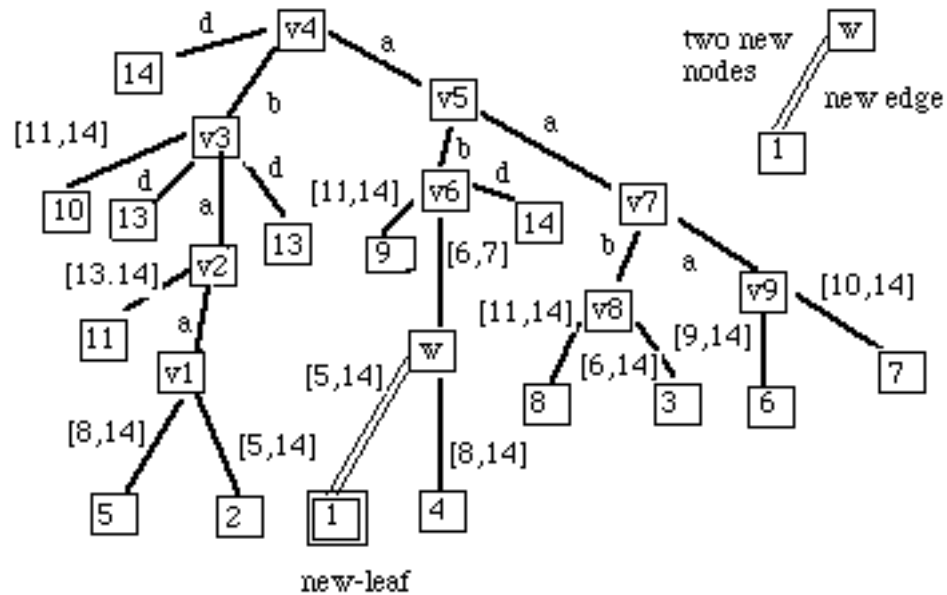 d
v4
a
two new
nodes
w
14
new edge
b
v5
a
1
[11,14]
v3
d
d
b
[11,14]
v6
d
v7
10
13
a
13
9
14
b
a
[13.14]
v2
[6,7]
v9
[10,14]
11
a
[11,14]
v8
[9,14]
v1
[5,14]
w
[6,14]
7
8
3
6
[8,14]
[5,14]
[8,14]
5
2
1
4
new-leaf